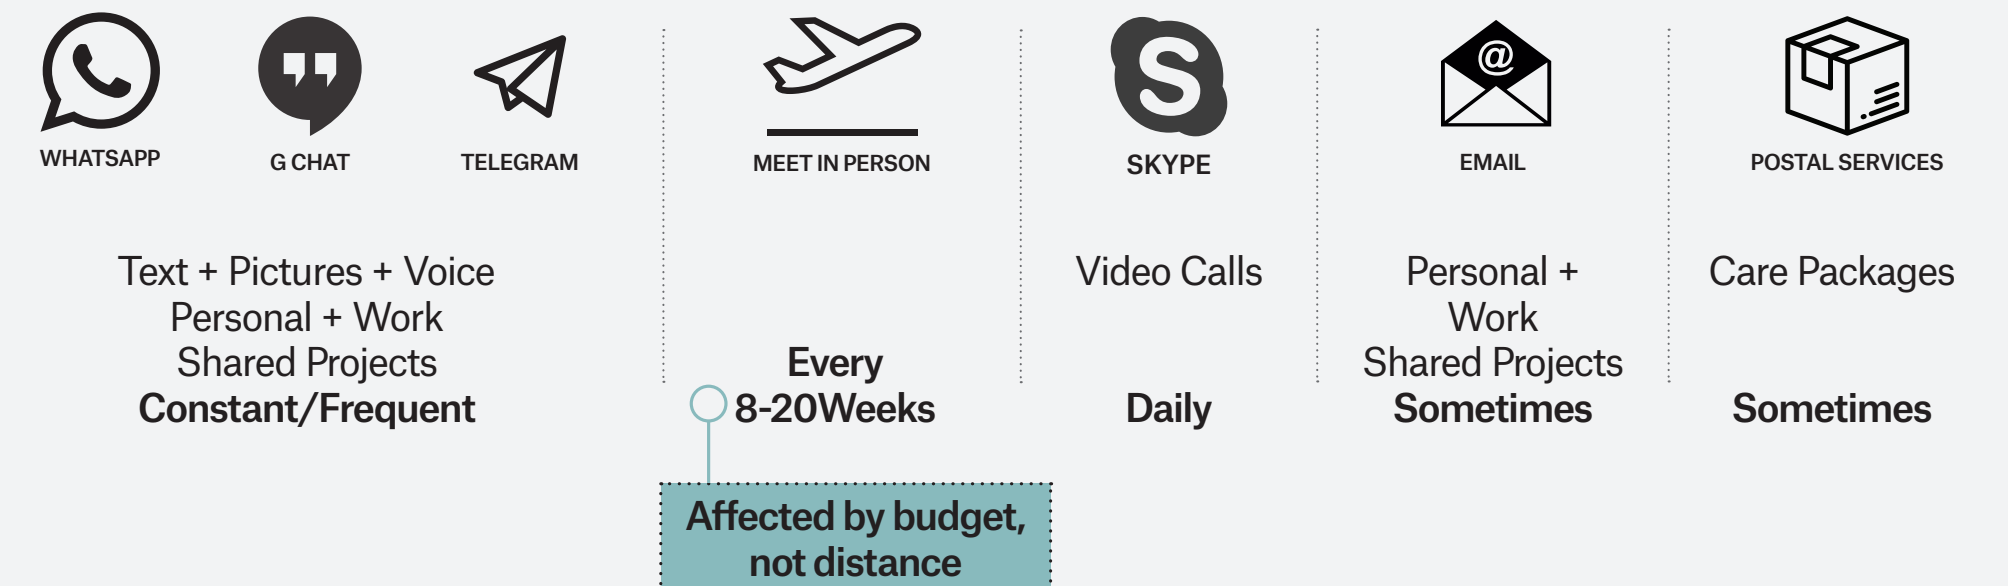 WHATSAPP
G CHAT
TELEGRAM
Text + Pictures + Voice
Personal + Work
Shared Projects
Constant/Frequent
MEET IN PERSON
Every
8-20Weeks
Affected by budget,
not distance
S
SKYPE
Video Calls
Daily
@
EMAIL
Personal +
Work
Shared Projects
Sometimes
POSTAL SERVICES
Care Packages
Sometimes